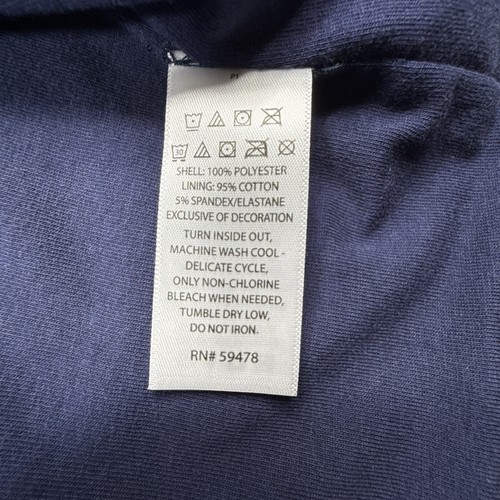 30
SHELL: 100% POLYESTER
LINING: 95% COTTON
5% SPANDEX/ELASTANE
EXCLUSIVE OF DECORATION
TURN INSIDE OUT,
MACHINE WASH COOL -
DELICATE CYCLE,
ONLY NON-CHLORINE
BLEACH WHEN NEEDED,
TUMBLE DRY LOW,
DO NOT IRON.
RN# 59478